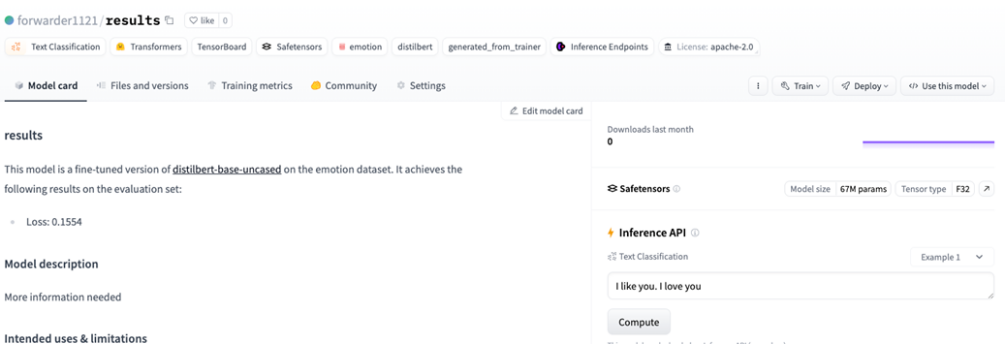 forwarder1121/results like 0
Text Classification Transformers TensorBoard Safetensors emotion distilbert generated_from_trainer Inference Endpoints License: apache-2.0
Model card Files and versions Training metrics Community Settings Train Deploy Use this model
Edit model card
results
This model is a fine-tuned version of distilbert-base-uncased on the emotion dataset. It achieves the
following results on the evaluation set:
Loss: 0.1554
Model description
More information needed
Intended uses & limitations
Downloads last month
0
Safetensors Model size 67M params Tensor type F32
Inference API
Text Classification Example 1
I like you. I love you
Compute